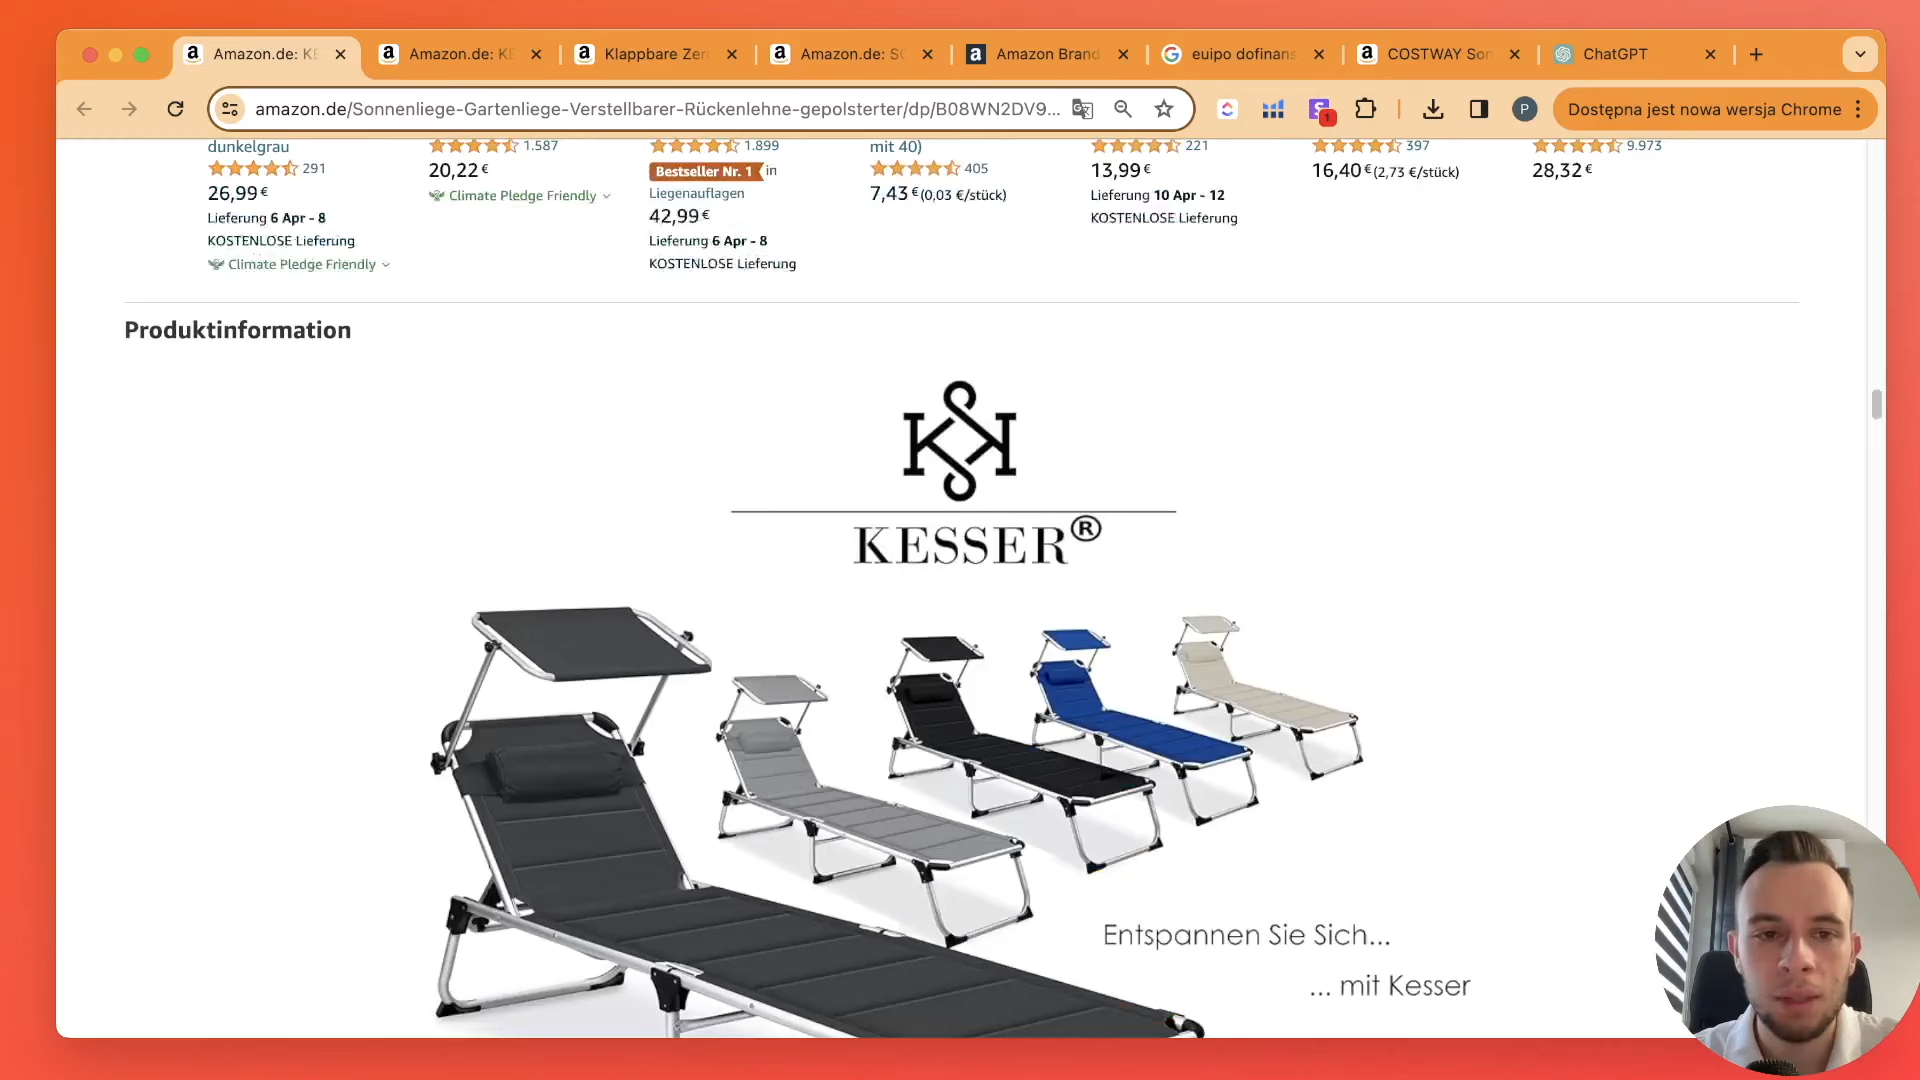 Amazon.de: KE
Amazon.de: KE
Klappbare Zer
Amazon.de: SO
Amazon Brand
euipo dofinans
COSTWAY Son
ChatGPT
amazon.de/Sonnenliege-Gartenliege-Verstellbarer-Rückenlehne-gepolsterter/dp/B08WN2DV9...
1
P
Dostępna jest nowa wersja Chrome
dunkelgrau
291
26,99 €
Lieferung 6 Apr - 8
KOSTENLOSE Lieferung
Climate Pledge Friendly
1.587
20,22 €
Climate Pledge Friendly
1.899
Bestseller Nr. 1 in
Liegenauflagen
42,99 €
Lieferung 6 Apr - 8
KOSTENLOSE Lieferung
mit 40)
405
7,43 € (0,03 €/stück)
221
13,99 €
Lieferung 10 Apr - 12
KOSTENLOSE Lieferung
397
16,40 € (2,73 €/stück)
9.973
28,32 €
Produktinformation
KESSER®
Entspannen Sie Sich...
... mit Kesser